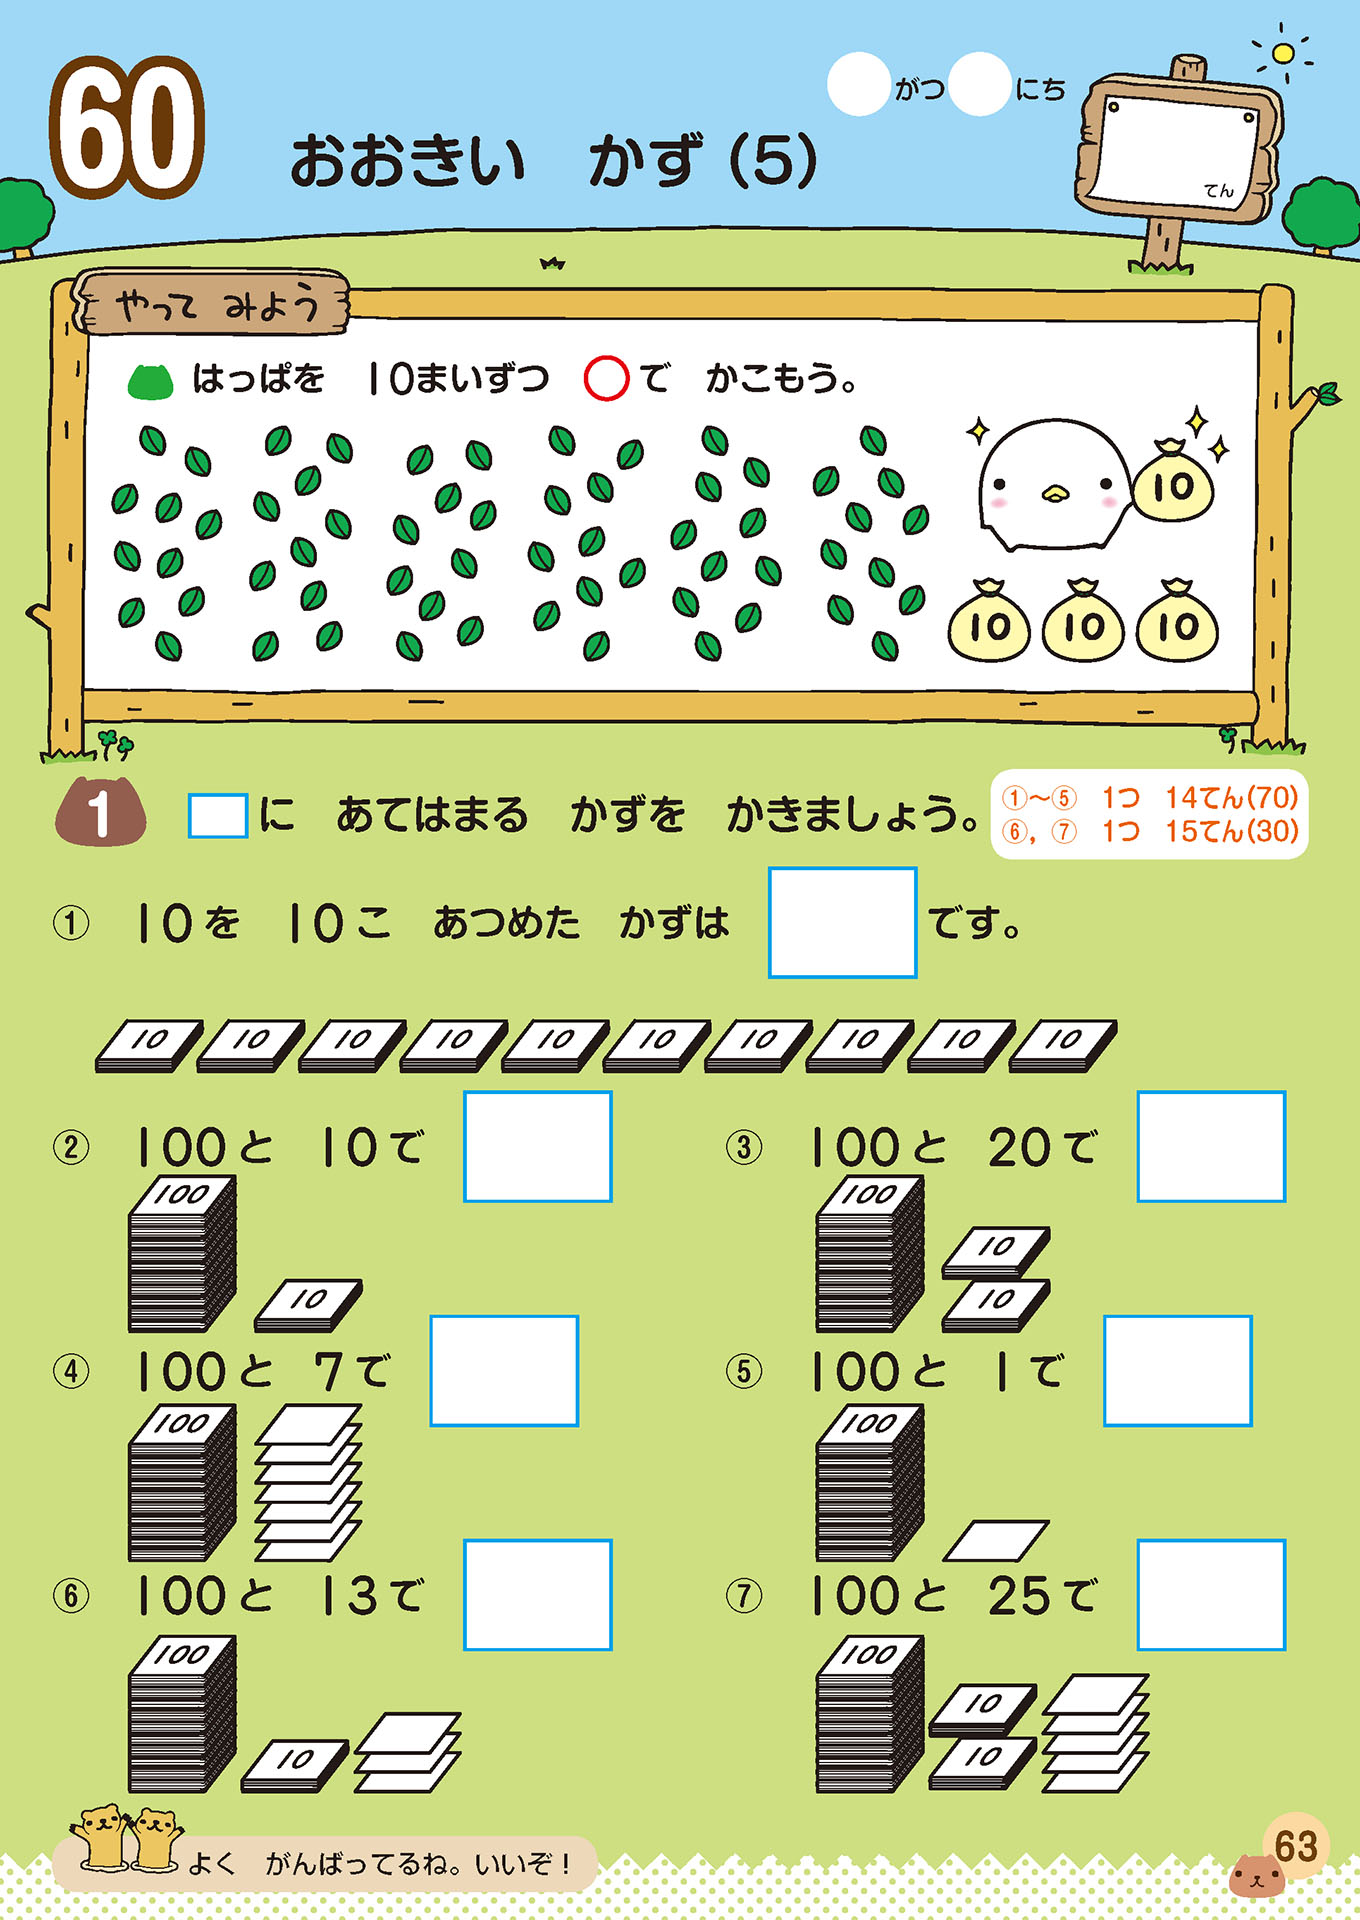 60
おおきい かず(5)
がつ にち
てん
やって みよう
はっぱを 10まいずつ ○で かこもう。
10
10 10 10
1 □に あてはまる かずを かきましょう。
①~⑤ 1つ 14てん(70)
⑥, ⑦ 1つ 15てん(30)
① 10を 10こ あつめた かずは です。
10 10 10 10 10 10 10 10 10 10
② 100と 10で
100
10
③ 100と 20で
100
10
10
④ 100と 7で
100
⑤ 100と 1で
100
⑥ 100と 13で
100
10
⑦ 100と 25で
100
10
10
よく がんばってるね。いいぞ!
63